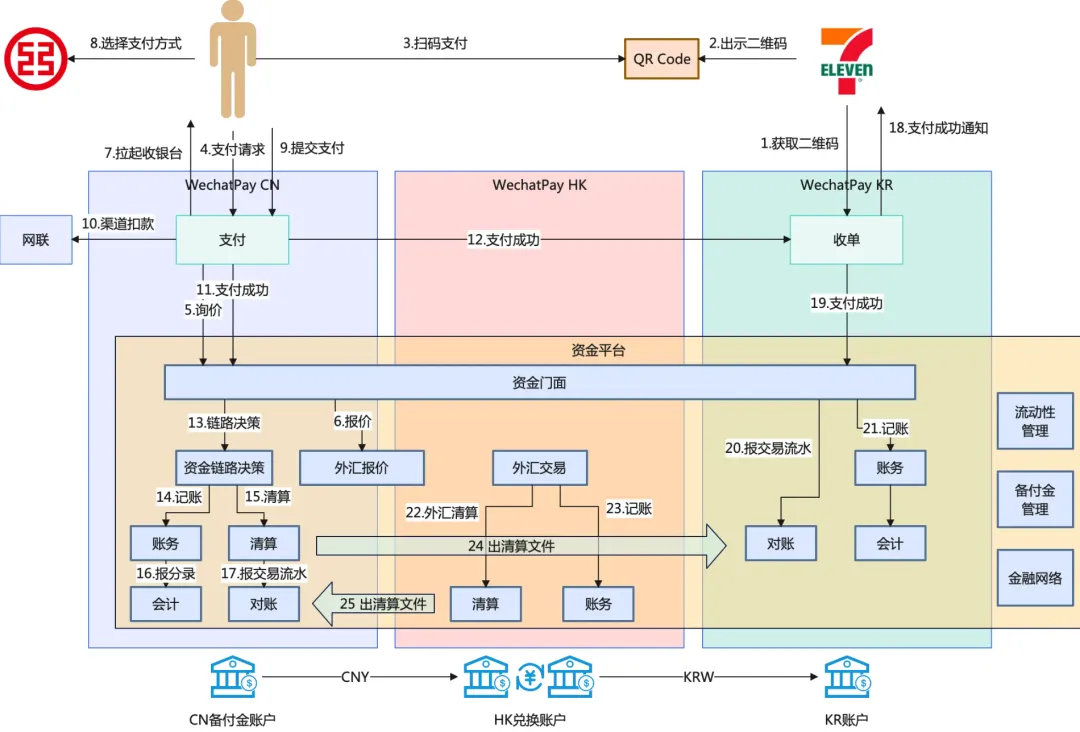 8.选择支付方式
3.扫码支付
QR Code
2.出示二维码
ELEVEN
7.拉起收银台
4.支付请求
9.提交支付
1.获取二维码
18.支付成功通知
WechatPay CN
WechatPay HK
WechatPay KR
网联
10.渠道扣款
支付
12.支付成功
收单
11.支付成功
5.询价
19.支付成功
资金平台
资金门面
13.链路决策
6.报价
20.报交易流水
21.记账
流动性
管理
资金链路决策
外汇报价
外汇交易
账务
14.记账
15.清算
22.外汇清算
23.记账
备付金
管理
账务
清算
24 出清算文件
对账
会计
16.报分录
17.报交易流水
金融网络
会计
对账
25 出清算文件
清算
账务
CNY
KRW
CN备付金账户
HK兑换账户
KR账户